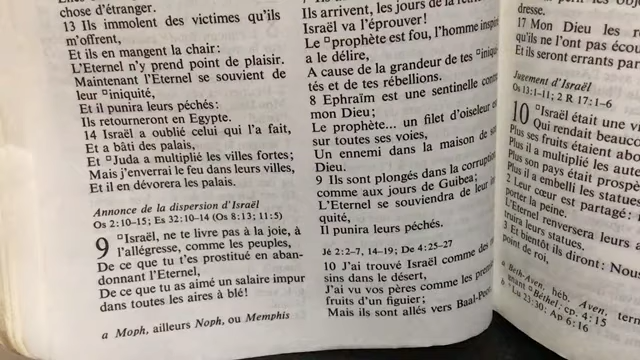 chose d'étranger.
13 Ils immolent des victimes qu'ils
m'offrent,
Et ils en mangent la chair:
L'Eternel n'y prend point de plaisir.
Maintenant l'Eternel se souvient de
leur ▫iniquité,
Et il punira leurs péchés:
Ils retourneront en Egypte.
14 Israël a oublié celui qui l'a fait,
Et a bâti des palais,
Et ▫Juda a multiplié les villes fortes;
Mais j'enverrai le feu dans leurs villes,
Et il en dévorera les palais.
Annonce de la dispersion d'Israël
Os 2:10-15; Es 32:10-14 (Os 8:13; 11:5)
9 ▫Israël, ne te livre pas à la joie, à
l'allégresse, comme les peuples,
De ce que tu t'es prostitué en aban-
donnant l'Eternel,
De ce que tu as aimé un salaire impur
dans toutes les aires à blé!
a Moph, ailleurs Noph, ou Memphis
Ils arrivent, les jours de la
Israël va l'éprouver!
Le ▫prophète est fou, l'homme
a le délire,
A cause de la grandeur de tes ▫iniqui-
tés et de tes rébellions.
8 Ephraïm est une sentinelle
mon Dieu;
Le prophète... un filet d'oiseleur
sur toutes ses voies,
Un ennemi dans la maison de son
Dieu.
9 Ils sont plongés dans la corruption
comme aux jours de Guibea;
L'Eternel se souviendra de leur
quité,
Il punira leurs péchés.
Jé 2:2-7, 14-19; De 4:25-27
10 J'ai trouvé Israël comme des
sins dans le désert,
J'ai vu vos pères comme les
fruits d'un figuier;
Mais ils sont allés vers
dresse.
17 Mon Dieu les
qu'ils ne l'ont pas
Et ils seront errants
Jugement d'Israël
Os 13:1-11; 2 R 17:1-6
10 ▫Israël était une
Qui rendait
Plus ses fruits étaient
Plus il a multiplié les
Plus son pays était
Plus il a embelli les
2 Leur cœur est partagé:
porter la peine.
L'Eternel renversera leurs
truira leurs statues.
3 Et bientôt ils diront:
point de roi,
a Beth-Aven, héb. Aven,
▫Béthel; cp. 4:15
b Lu 23:30; Ap 6:16